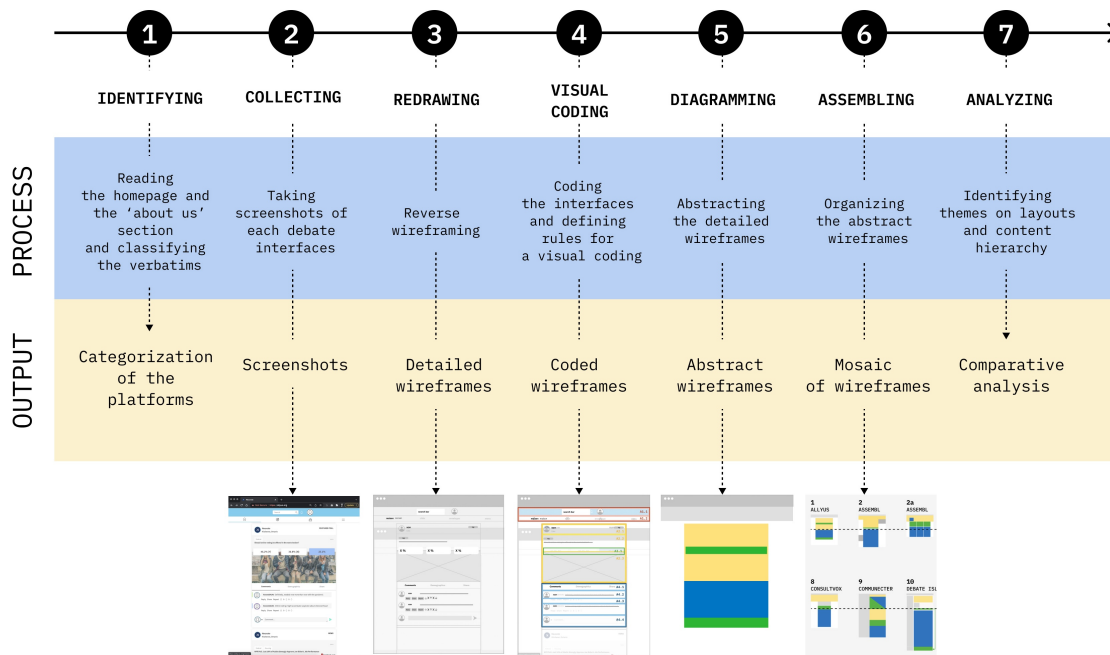 1
2
3
4
5
6
7
IDENTIFYING
COLLECTING
REDRAWING
VISUAL
CODING
DIAGRAMMING
ASSEMBLING
ANALYZING
PROCESS
Reading
the homepage and
the ‘about us’
section
and classifying
the verbatims
Taking
screenshots of
each debate
interfaces
Reverse
wireframing
Coding
the interfaces
and defining
rules for
a visual coding
Abstracting
the detailed
wireframes
Organizing
the abstract
wireframes
Identifying
themes on layouts
and content
hierarchy
OUTPUT
Categorization
of the
platforms
Screenshots
Detailed
wireframes
Coded
wireframes
Abstract
wireframes
Mosaic
of wireframes
Comparative
analysis
1
ALLYUS
2
ASSEMBL
2a
ASSEMBL
8
CONSULTVOX
9
COMMUNECTER
10